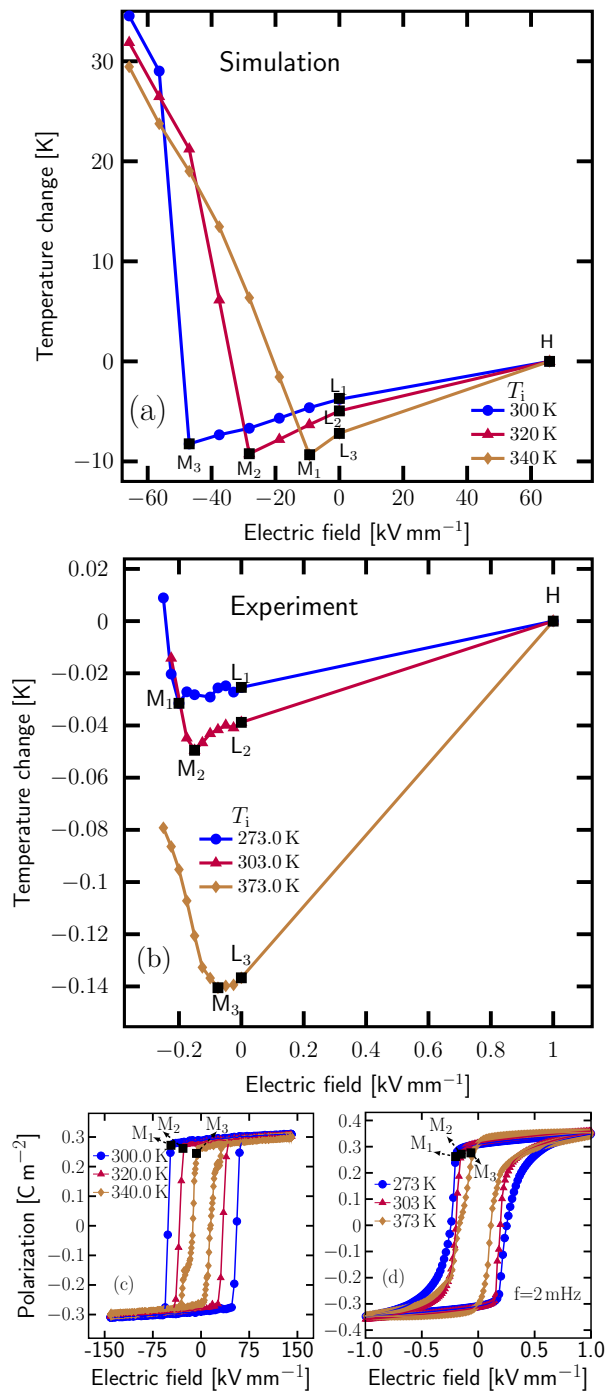 30
20
10
0
−10
Temperature change [K]
Simulation
H
L1
L2
L3
M3
M2
M1
(a)
Ti
300 K
320 K
340 K
−60 −40 −20 0 20 40 60
Electric field [kV mm−1]
0.02
0
−0.02
−0.04
−0.06
−0.08
−0.1
−0.12
−0.14
Temperature change [K]
Experiment
H
M1
L1
M2
L2
Ti
273.0 K
303.0 K
373.0 K
(b)
L3
M3
−0.2 0 0.2 0.4 0.6 0.8 1
Electric field [kV mm−1]
Polarization [C m−2]
0.3
0.2
0.1
0
−0.1
−0.2
−0.3
M1
M2
M3
300.0 K
320.0 K
340.0 K
(c)
-150 -75 0 75 150
Electric field [kV mm−1]
0.4
0.3
0.2
0.1
0.0
−0.1
−0.2
−0.3
−0.4
M2
M1
M3
273 K
303 K
373 K
(d)
f=2 mHz
-1.0 -0.5 0 0.5 1.0
Electric field [kV mm−1]